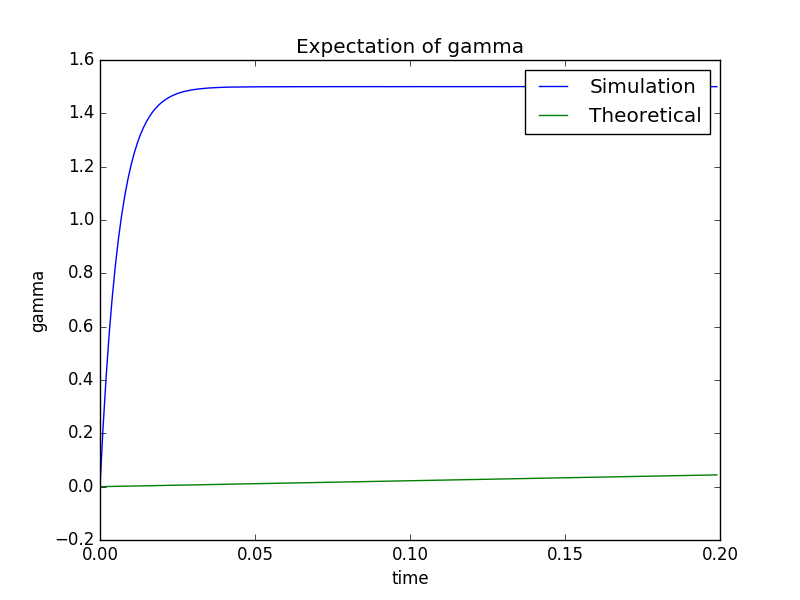 Expectation of gamma
1.6
1.4
1.2
1.0
0.8
0.6
0.4
0.2
0.0
−0.2
gamma
Simulation
Theoretical
0.00 0.05 0.10 0.15 0.20
time